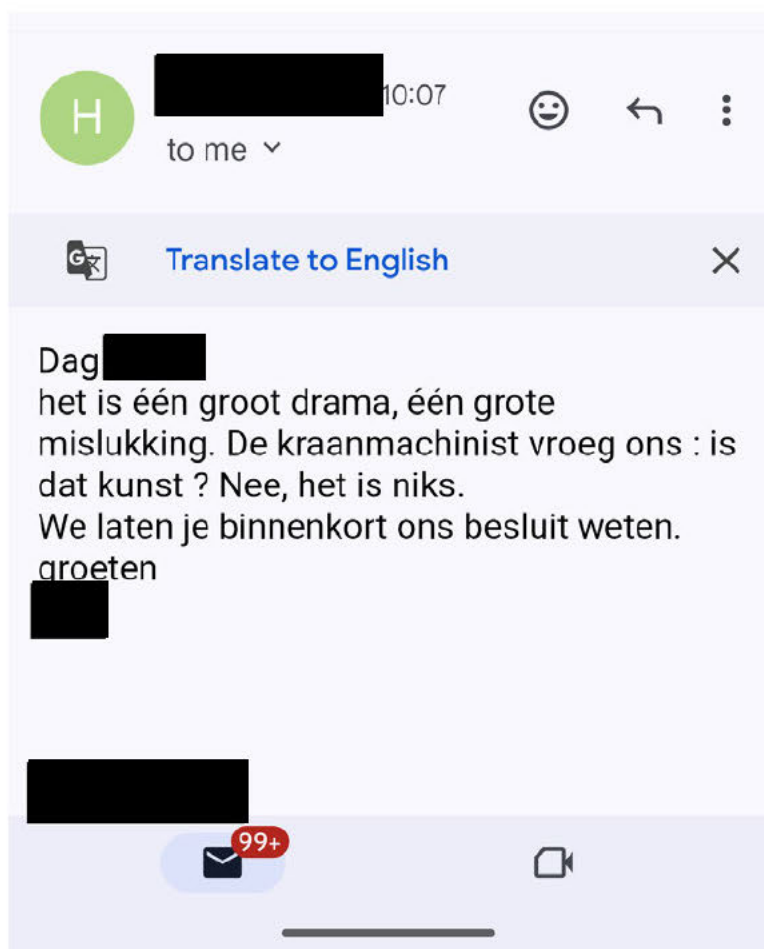 H
10:07
to me
Translate to English
Dag
het is één groot drama, één grote
mislukking. De kraanmachinist vroeg ons : is
dat kunst ? Nee, het is niks.
We laten je binnenkort ons besluit weten.
groeten
99+